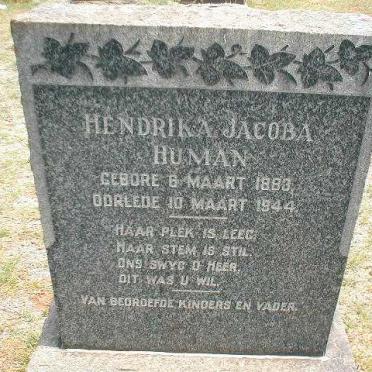 HENDRIKA JACOBA
HUMAN
GEBORE 6 MAART 1883,
OORLEDE 10 MAART 1944.
HAAR PLEK IS LEEG.
HAAR STEM IS STIL.
ONS SWYG O HEER,
DIT WAS U WIL.
VAN BEDROEFDE KINDERS EN VADER.